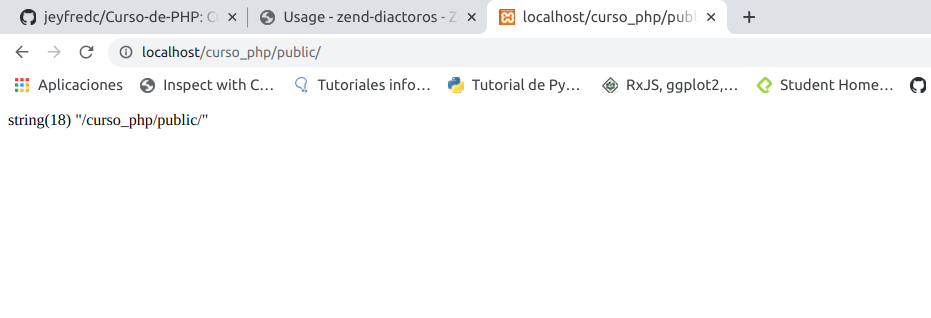 jeyfredc/Curso-de-PHP: C
Usage - zend-diactoros - Z
localhost/curso_php/publ
localhost/curso_php/public/
Aplicaciones
Inspect with C…
Tutoriales info…
Tutorial de Py…
RxJS, ggplot2,…
Student Home…
string(18) "/curso_php/public/"